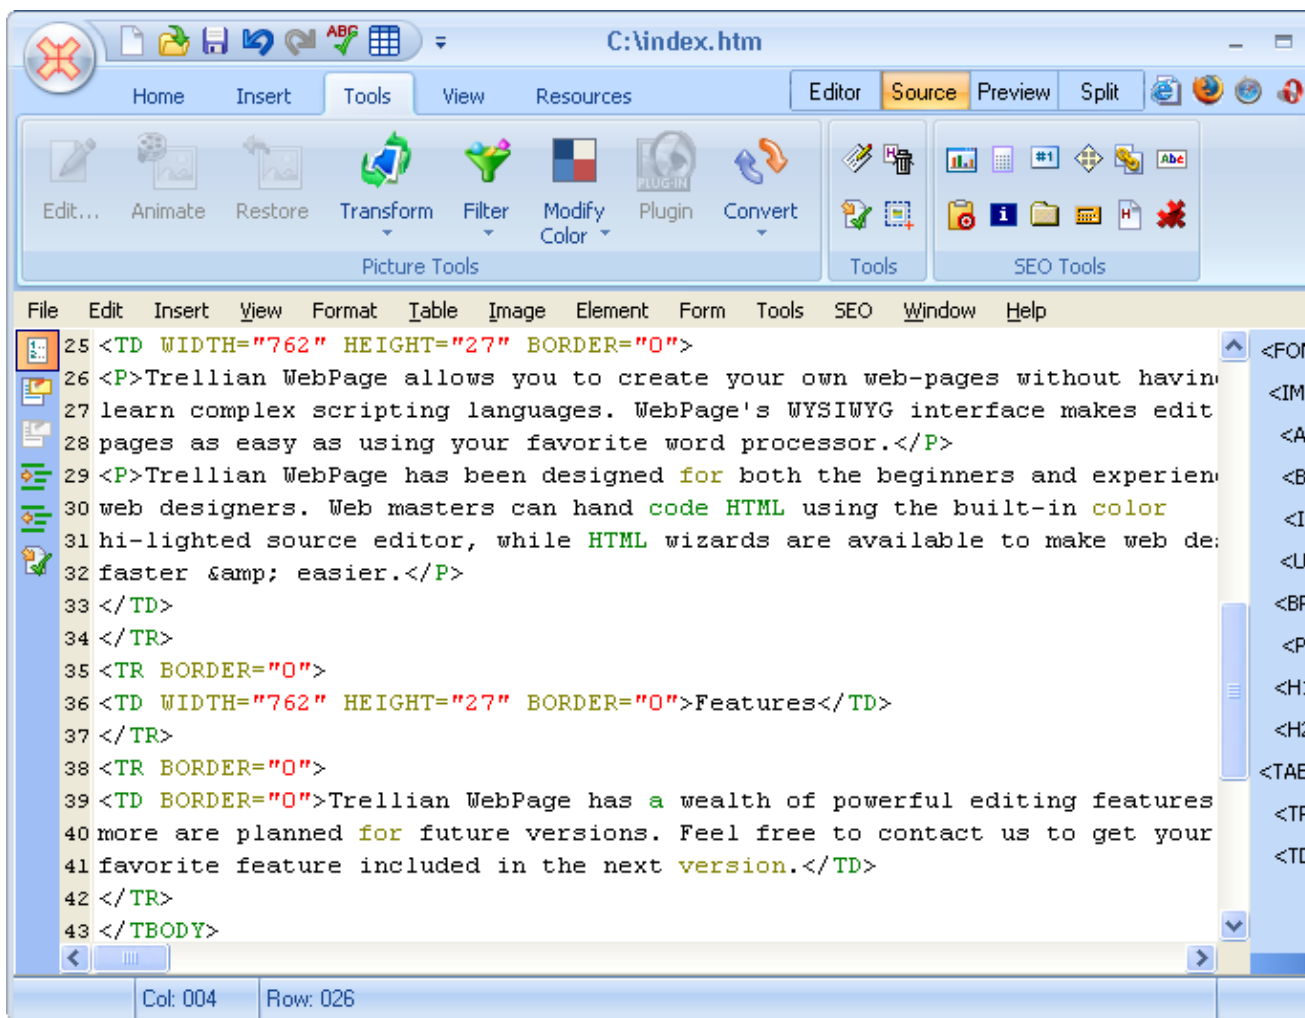 ABC
C:\index.htm
Home Insert Tools View Resources Editor Source Preview Split
Edit... Animate Restore Transform Filter Modify Color Plugin Convert
PLUG-IN
#1
Abc
Picture Tools Tools SEO Tools
File Edit Insert View Format Table Image Element Form Tools SEO Window Help
25 <TD WIDTH="762" HEIGHT="27" BORDER="0">
26 <P>Trellian WebPage allows you to create your own web-pages without
27 learn complex scripting languages. WebPage's WYSIWYG interface makes edit
28 pages as easy as using your favorite word processor.</P>
29 <P>Trellian WebPage has been designed for both the beginners and
30 web designers. Web masters can hand code HTML using the built-in color
31 hi-lighted source editor, while HTML wizards are available to make web
32 faster &amp; easier.</P>
33 </TD>
34 </TR>
35 <TR BORDER="0">
36 <TD WIDTH="762" HEIGHT="27" BORDER="0">Features</TD>
37 </TR>
38 <TR BORDER="0">
39 <TD BORDER="0">Trellian WebPage has a wealth of powerful editing features
40 more are planned for future versions. Feel free to contact us to get your
41 favorite feature included in the next version.</TD>
42 </TR>
43 </TBODY>
<H1
<H2
Col: 004 Row: 026